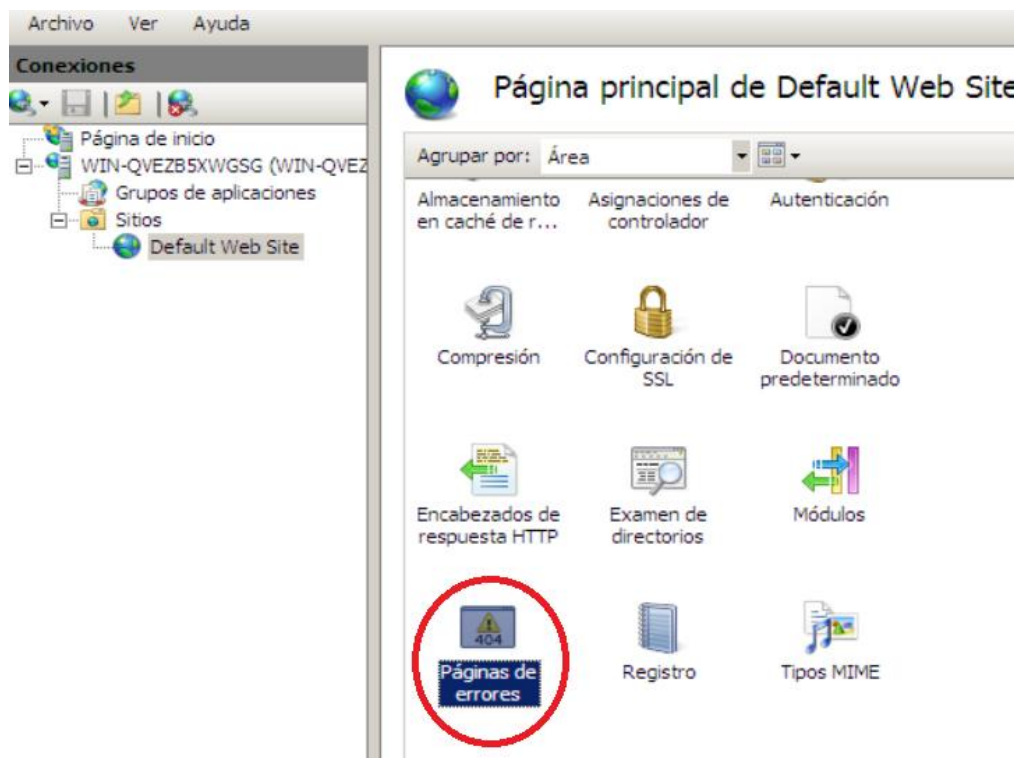 Archivo Ver Ayuda
Conexiones
Página de inicio
WIN-QVEZB5XWGSG (WIN-QVEZ
Grupos de aplicaciones
Sitios
Default Web Site
Página principal de Default Web Site
Agrupar por: Área
Almacenamiento
en caché de r...
Asignaciones de
controlador
Autenticación
Compresión
Configuración de
SSL
Documento
predeterminado
Encabezados de
respuesta HTTP
Examen de
directorios
Módulos
404
Páginas de
errores
Registro
Tipos MIME